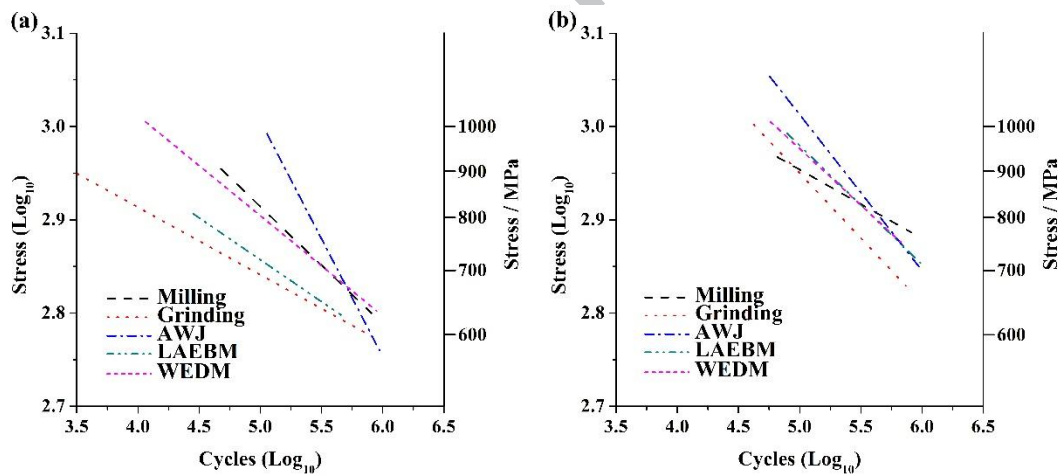 (a)
3.1
3.0
2.9
2.8
2.7
Stress (Log10)
1000
900
800
700
600
Stress / MPa
Milling
Grinding
AWJ
LAEBM
WEDM
3.5 4.0 4.5 5.0 5.5 6.0 6.5
Cycles (Log10)
(b)
3.1
3.0
2.9
2.8
2.7
Stress (Log10)
1000
900
800
700
600
Stress / MPa
Milling
Grinding
AWJ
LAEBM
WEDM
3.5 4.0 4.5 5.0 5.5 6.0 6.5
Cycles (Log10)